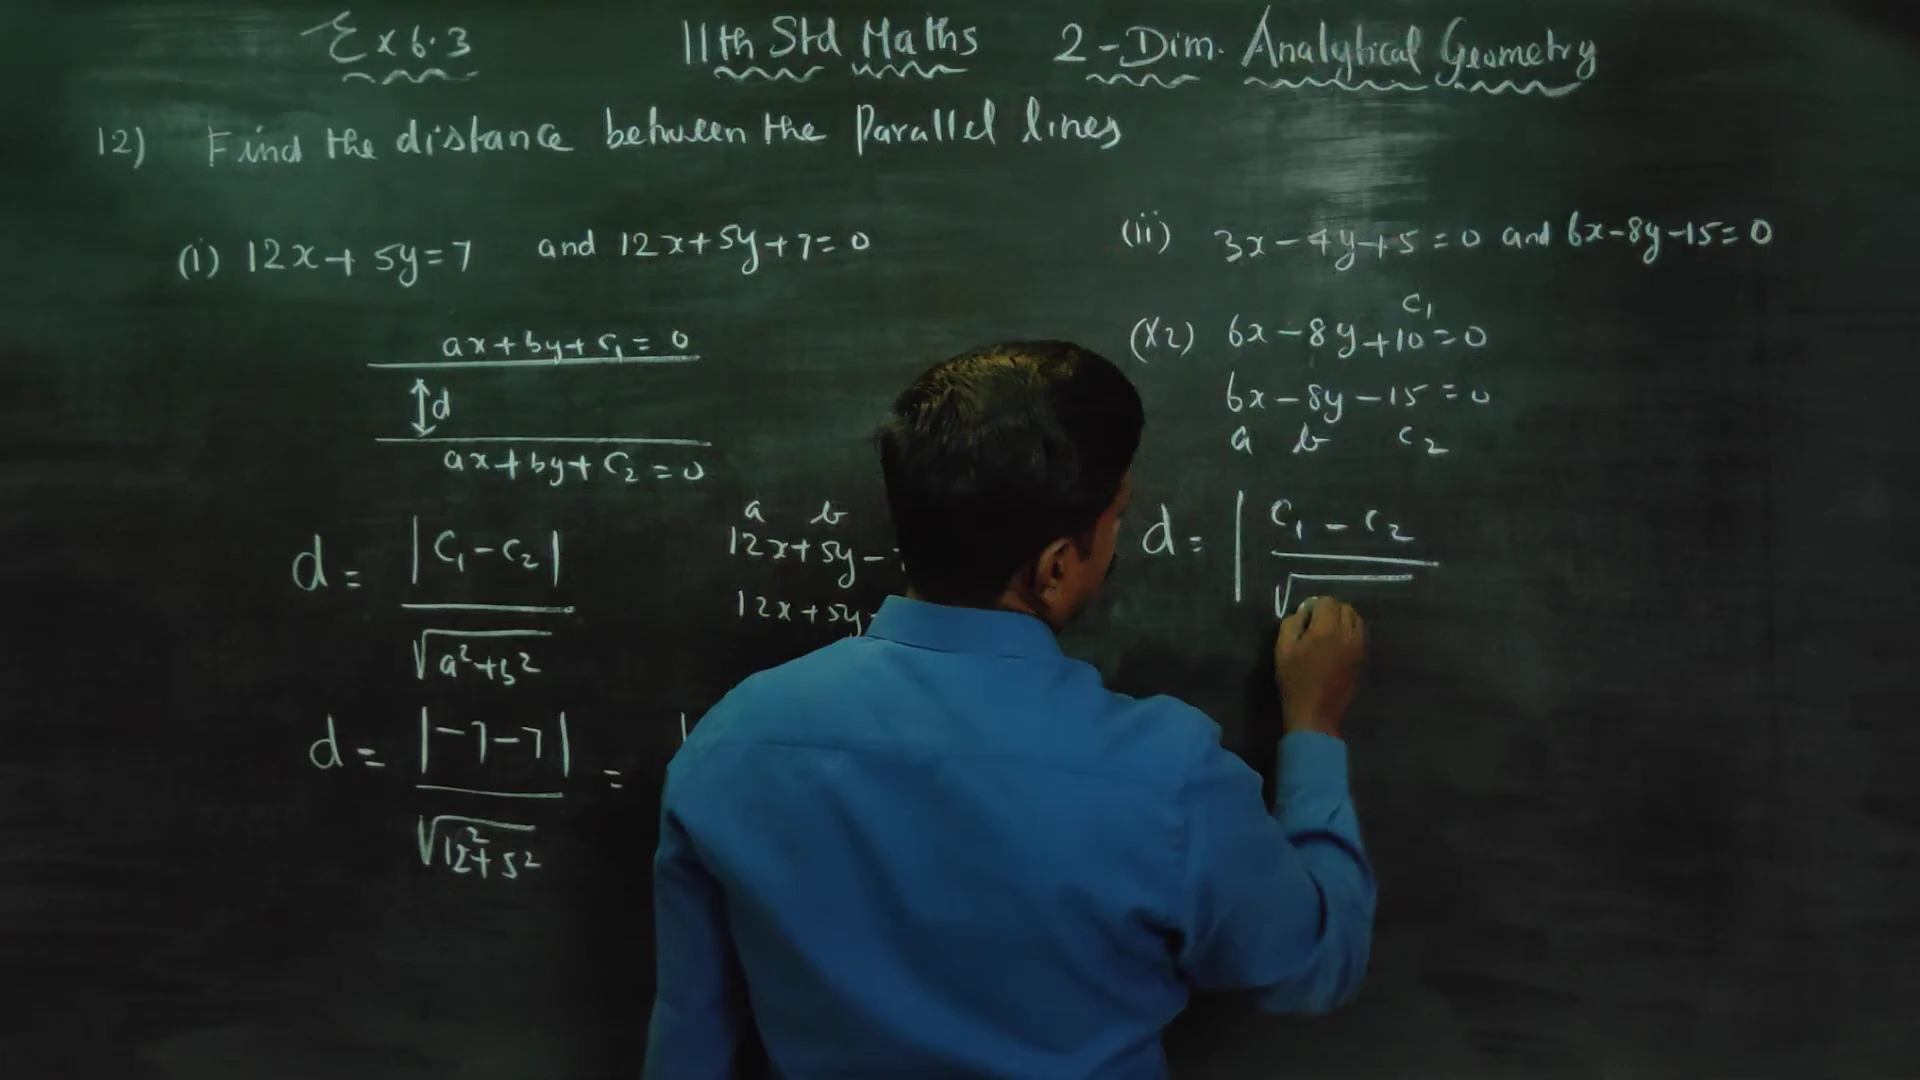 Ex 6.3 11th Std Maths 2-Dim. Analytical Geometry
12) Find the distance between the Parallel lines
(i) 12x+5y=7 and 12x+5y+7=0
ax+by+c₁=0
d
ax+by+c₂=0
d = |c₁-c₂|
√a²+b²
a b
12x+5y-
12x+5y
d = |-7-7| =
√12²+5²
(ii) 3x-4y+5=0 and 6x-8y-15=0
c₁
(x2) 6x-8y+10=0
6x-8y-15=0
a b c₂
d = | c₁-c₂
√